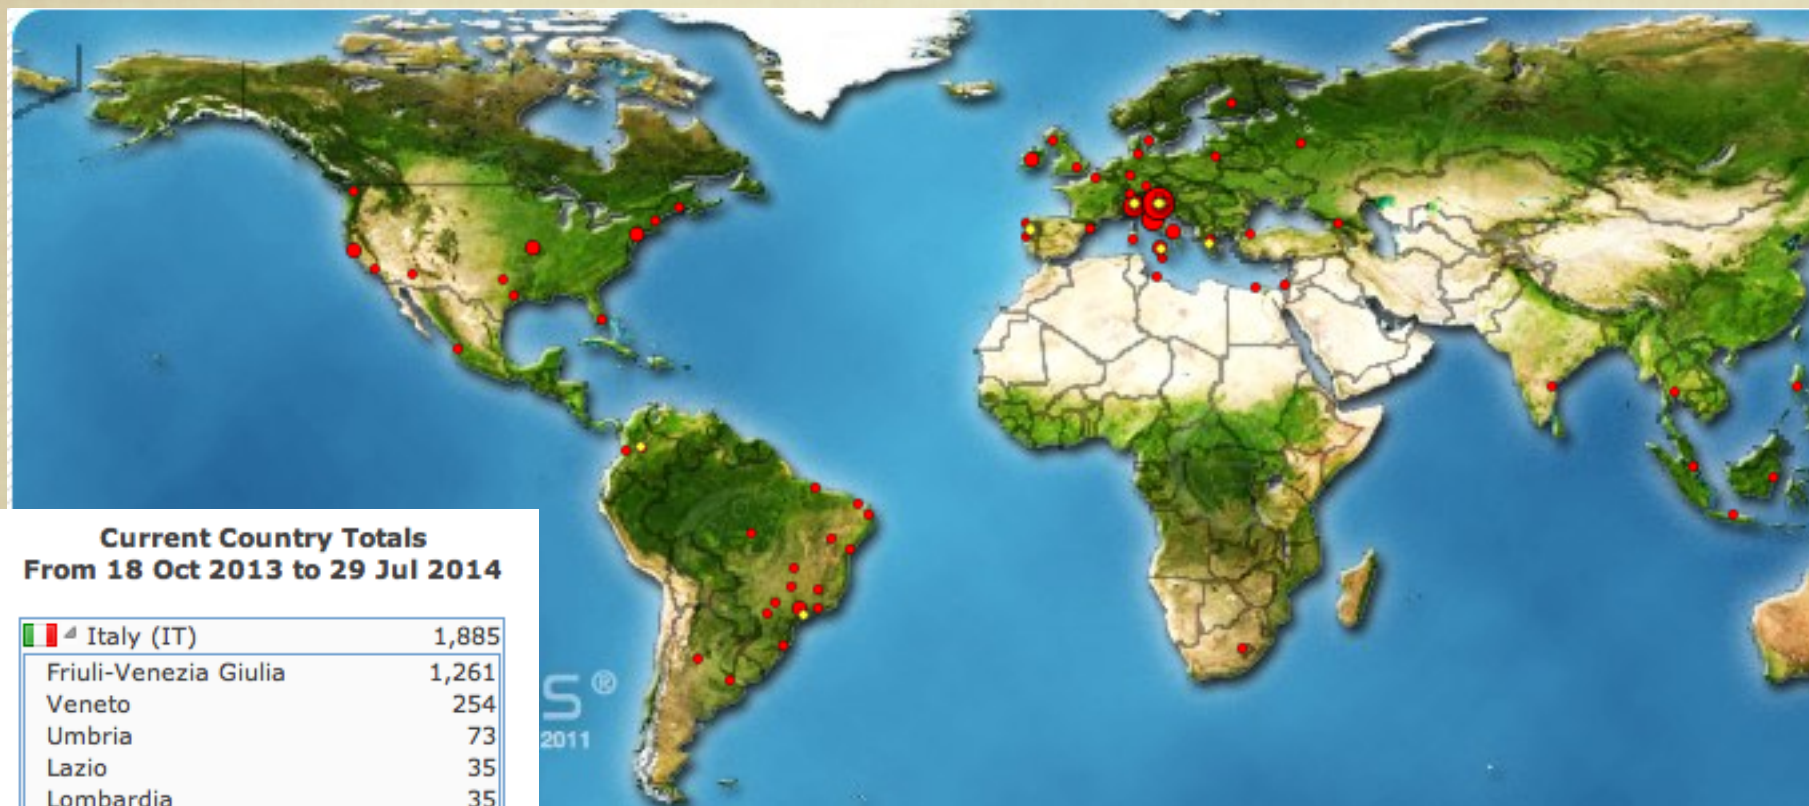 Current Country Totals
From 18 Oct 2013 to 29 Jul 2014
Italy (IT) 1,885
Friuli-Venezia Giulia 1,261
Veneto 254
Umbria 73
Lazio 35
Lombardia 35
S®
2011